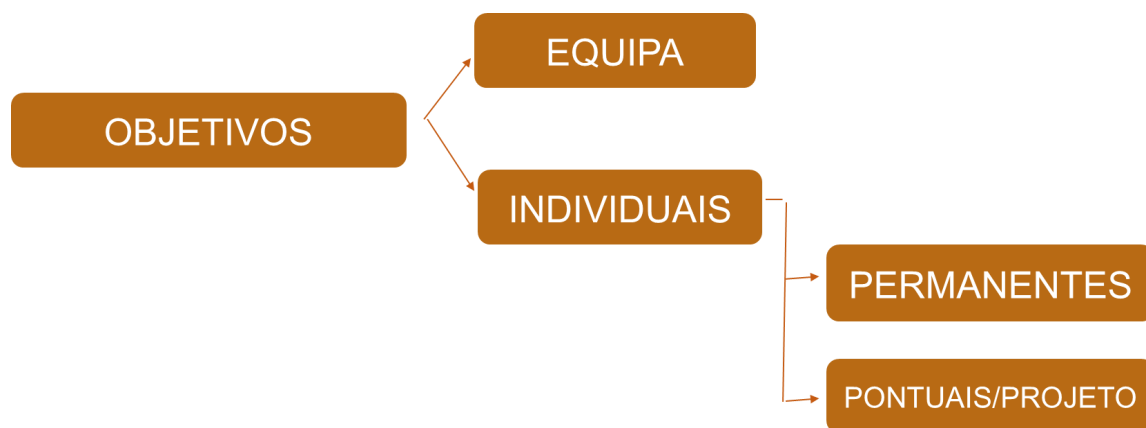 EQUIPA
OBJETIVOS
INDIVIDUAIS
PERMANENTES
PONTUAIS/PROJETO